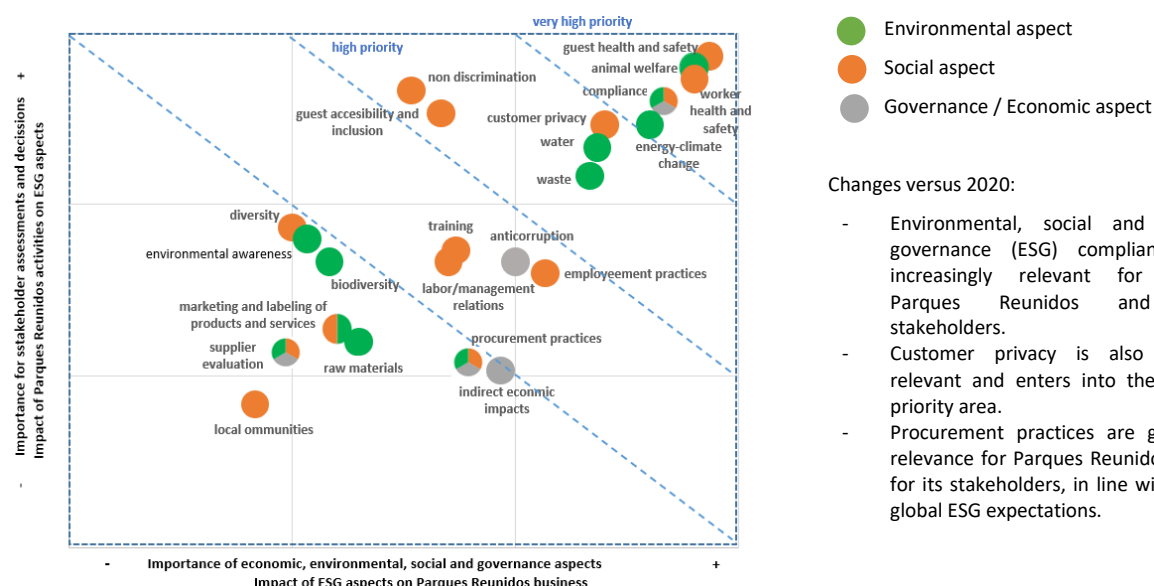 very high priority
high priority
guest health and safety
animal welfare
compliance
worker
health and
safety
non discrimination
guest accesibility and
inclusion
customer privacy
water
energy-climate
change
waste
diversity
environmental awareness
biodiversity
training
anticorruption
employeement practices
labor/management
relations
marketing and labeling of
products and services
supplier
evaluation
raw materials
procurement practices
indirect econmic
impacts
local ommunities
Importance for sstakeholder assessments and decissions
Impact of Parques Reunidos activities on ESG aspects
- +
- Importance of economic, environmental, social and governance aspects +
Impact of ESG aspects on Parques Reunidos business
Environmental aspect
Social aspect
Governance / Economic aspect
Changes versus 2020:
- Environmental, social and
governance (ESG) complian
increasingly relevant for
Parques Reunidos and
stakeholders.
- Customer privacy is also
relevant and enters into the
priority area.
- Procurement practices are g
relevance for Parques Reunido
for its stakeholders, in line wi
global ESG expectations.